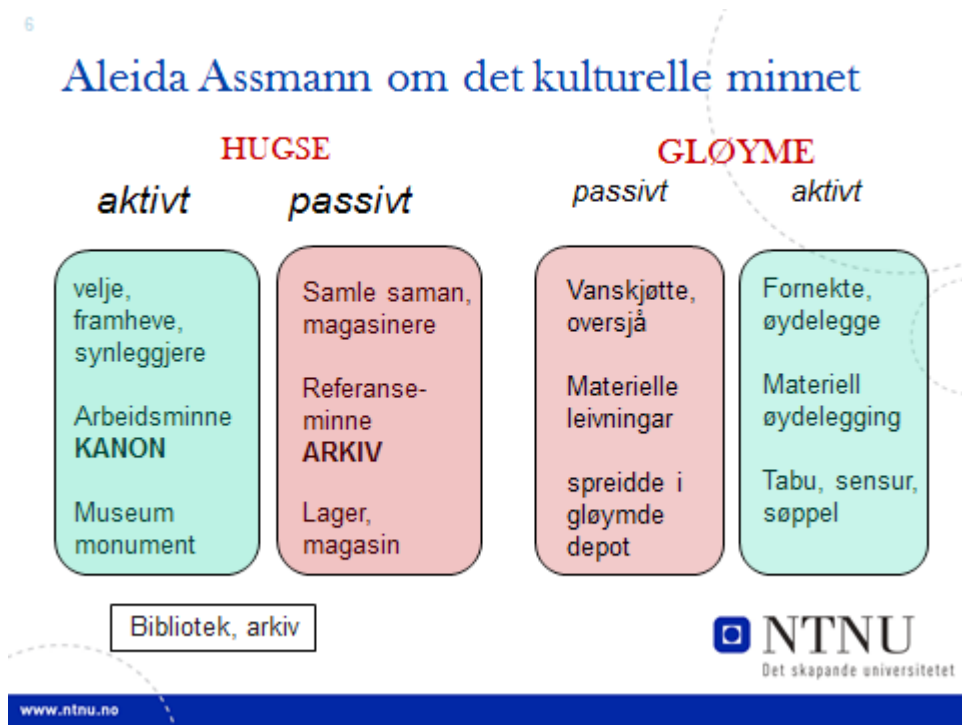 6
Aleida Assmann om det kulturelle minnet
HUGSE
GLØYME
aktivt
passivt
passivt
aktivt
velje,
framheve,
synleggjere
Arbeidsminne
KANON
Museum
monument
Samle saman,
magasinere
Referanse-
minne
ARKIV
Lager,
magasin
Vanskjøtte,
oversjå
Materielle
leivningar
spreidde i
gløymde
depot
Fornekte,
øydelegge
Materiell
øydelegging
Tabu, sensur,
søppel
Bibliotek, arkiv
NTNU
Det skapande universitetet
www.ntnu.no